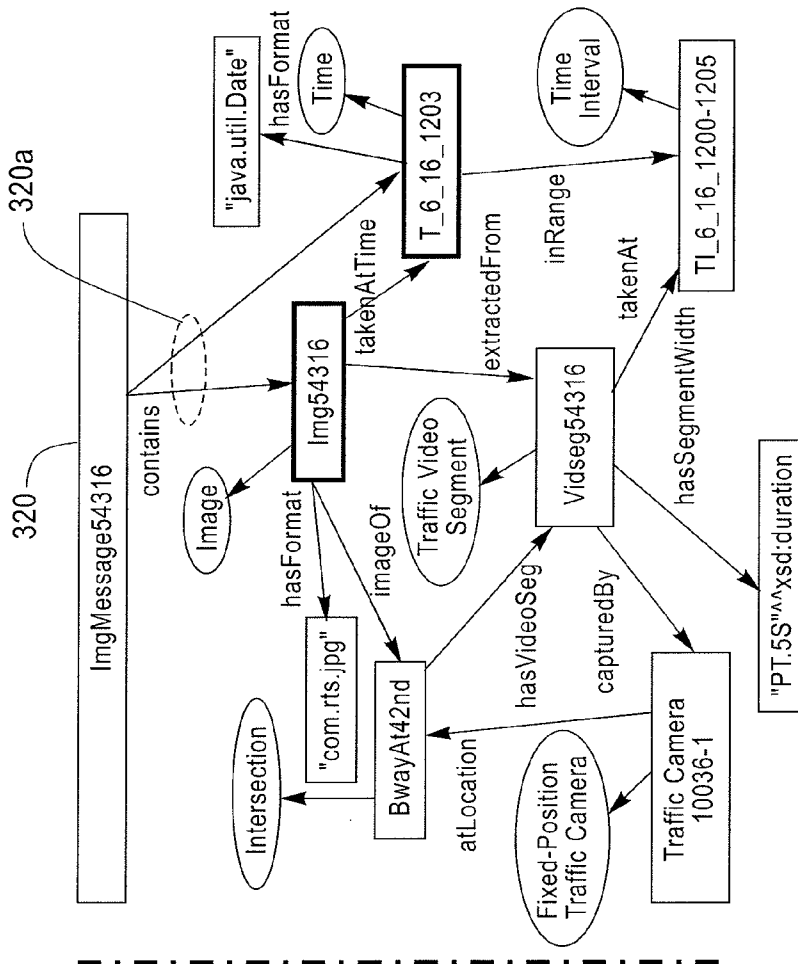 320
320a
ImgMessage54316
contains
"java.util.Date"
hasFormat
Time
Image
Img54316
takenAtTime
T_6_16_1203
hasFormat
imageOf
extractedFrom
inRange
Time
Interval
Intersection
"com.rts.jpg"
BwayAt42nd
Traffic Video
Segment
hasVideoSeg
Vidseg54316
takenAt
TI_6_16_1200-1205
atLocation
capturedBy
hasSegmentWidth
Fixed-Position
Traffic Camera
Traffic Camera
10036-1
"PT.5S"^^xsd:duration